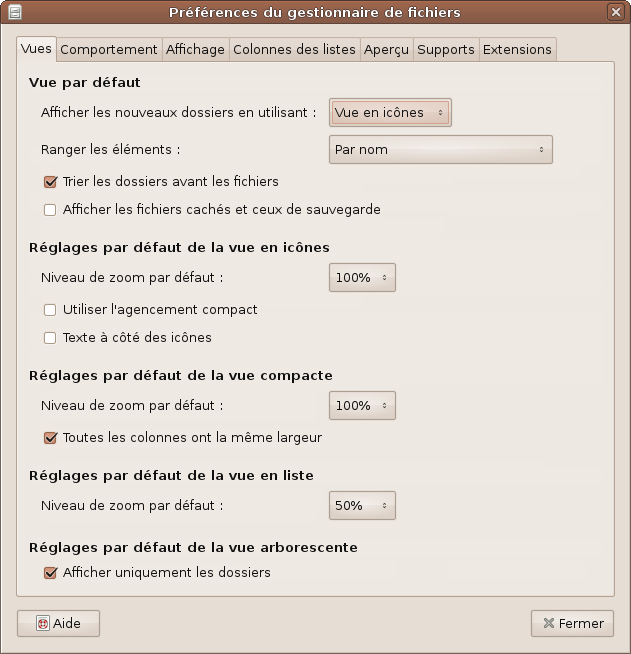 Préférences du gestionnaire de fichiers
Vues Comportement Affichage Colonnes des listes Aperçu Supports Extensions
Vue par défaut
Afficher les nouveaux dossiers en utilisant : Vue en icônes
Ranger les éléments : Par nom
Trier les dossiers avant les fichiers
Afficher les fichiers cachés et ceux de sauvegarde
Réglages par défaut de la vue en icônes
Niveau de zoom par défaut : 100%
Utiliser l'agencement compact
Texte à côté des icônes
Réglages par défaut de la vue compacte
Niveau de zoom par défaut : 100%
Toutes les colonnes ont la même largeur
Réglages par défaut de la vue en liste
Niveau de zoom par défaut : 50%
Réglages par défaut de la vue arborescente
Afficher uniquement les dossiers
Aide Fermer